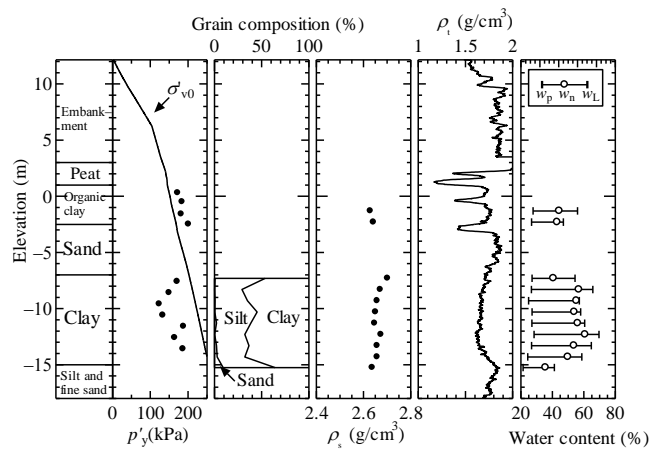 Grain composition (%)
0 50 100
ρt (g/cm³)
1 1.5 2
10
5
0
−5
−10
−15
Elevation (m)
Embank-
ment
Peat
Organic
clay
Sand
Clay
Silt and
fine sand
σ'v0
Silt
Clay
Sand
wp wn wL
0 100 200
p'y(kPa)
2.4 2.6 2.8
ρs (g/cm³)
20 40 60 80
Water content (%)